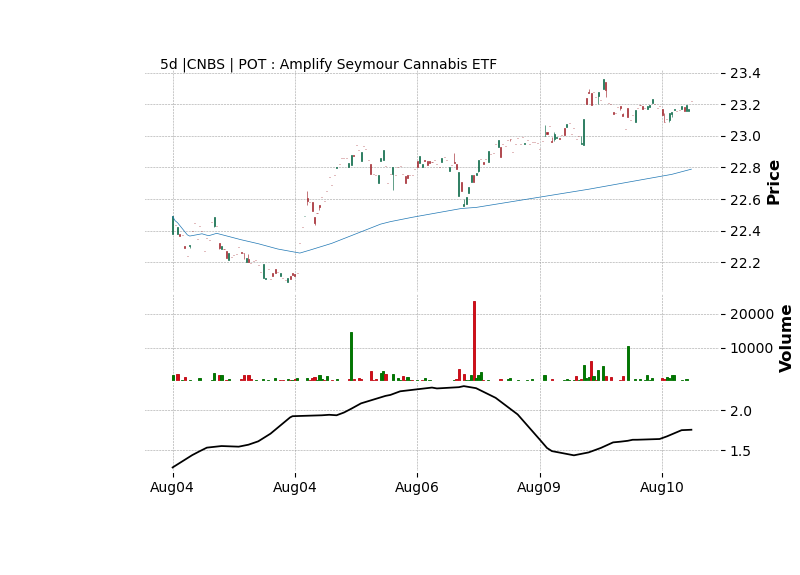 5d |CNBS | POT : Amplify Seymour Cannabis ETF
23.4
23.2
23.0
22.8
22.6
22.4
22.2
Price
20000
10000
Volume
2.0
1.5
Aug04
Aug04
Aug06
Aug09
Aug10